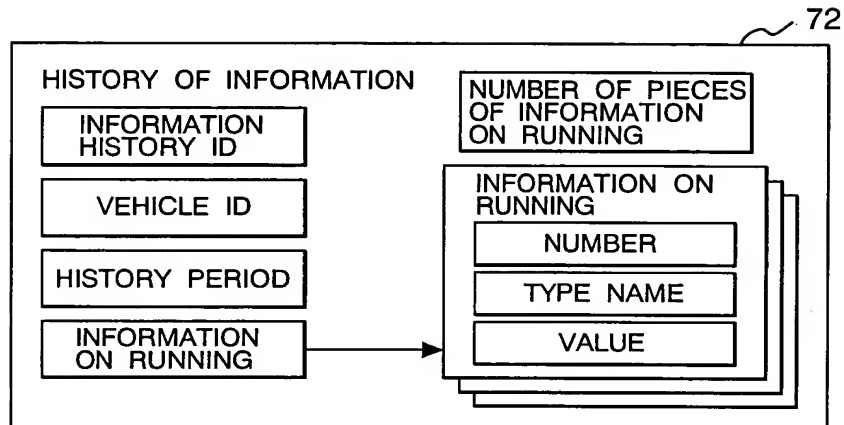 72
HISTORY OF INFORMATION
INFORMATION
HISTORY ID
VEHICLE ID
HISTORY PERIOD
INFORMATION
ON RUNNING
NUMBER OF PIECES
OF INFORMATION
ON RUNNING
INFORMATION ON
RUNNING
NUMBER
TYPE NAME
VALUE